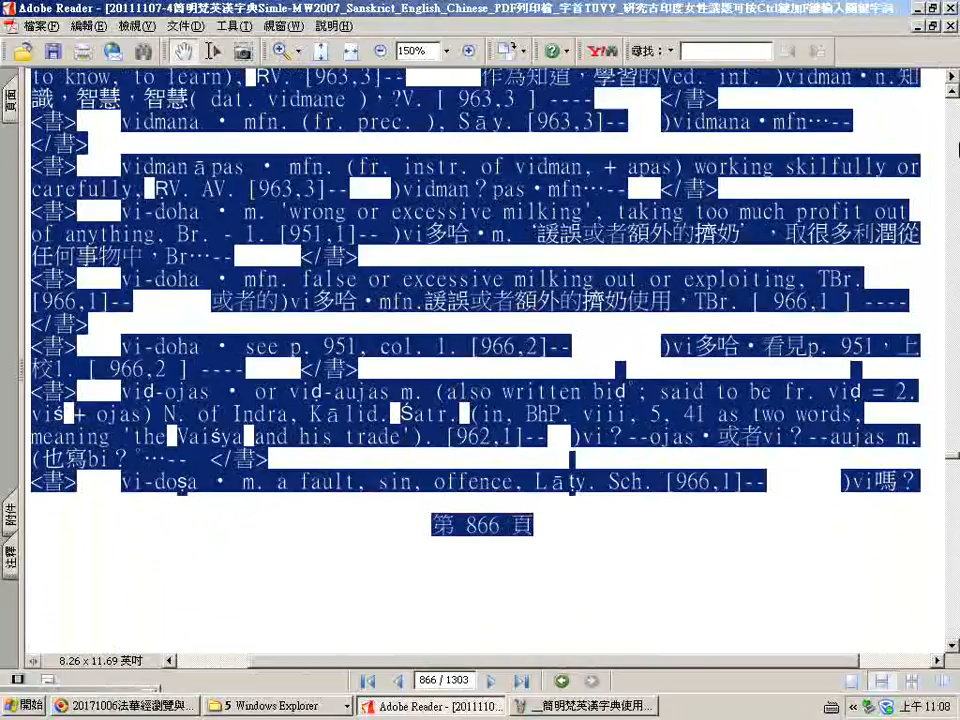 Adobe Reader - [20111107-4簡明梵英漢字典Simle-MW2007_Sanskrict_English_Chinese_PDF列印檔_字首TUVY_研究古印度女性議題可按Ctrl鍵加F鍵輸入關鍵字詞
檔案(F) 編輯(E) 檢視(V) 文件(D) 工具(T) 視窗(W) 說明(H)
150% Y! 尋找：
頁面
to know, to learn), ṚV. [963,3]-- 作為知道，學習的Ved. inf. )vidman‧n.知
識，智慧，智慧( dat. vidmane ) , ?V. [ 963,3 ] ---- </書>
<書> vidmana ‧ mfn. (fr. prec. ), Sāy. [963,3]-- )vidmana‧mfn…--
</書>
<書> vidmanāpas ‧ mfn. (fr. instr. of vidman, + apas) working skilfully or
carefully, ṚV. AV. [963,3]-- )vidman？pas‧mfn…-- </書>
<書> vi-doha ‧ m. 'wrong or excessive milking', taking too much profit out
of anything, Br. - 1. [951,1]-- )vi多哈‧m.‵謊誤或者額外的擠奶′，取很多利潤從
任何事物中，Br…-- </書>
<書> vi-doha ‧ mfn. false or excessive milking out or exploiting, TBr.
[966,1]-- 或者的)vi多哈‧mfn.謊誤或者額外的擠奶使用，TBr. [ 966,1 ] ----
</書>
<書> vi-doha ‧ see p. 951, col. 1. [966,2]-- )vi多哈‧看見p. 951，上
校1. [ 966,2 ] ---- </書>
<書> viḍ-ojas ‧ or viḍ-aujas m. (also written biḍ°; said to be fr. viḍ = 2.
viś + ojas) N. of Indra, Kālid. Śatr. (in, BhP. viii, 5, 41 as two words,
meaning 'the Vaiśya and his trade'). [962,1]-- )vi？--ojas‧或者vi？--aujas m.
(也寫bi？°…-- </書>
<書> vi-doṣa ‧ m. a fault, sin, offence, Lāṭy. Sch. [966,1]-- )vi嗎？
第 866 頁
附件
注釋
8.26 x 11.69 英吋
866 / 1303
開始 20171006法華經瀏覽與... 5 Windows Explorer Adobe Reader - [2011110... __簡明梵英漢字典使用... 上午 11:08